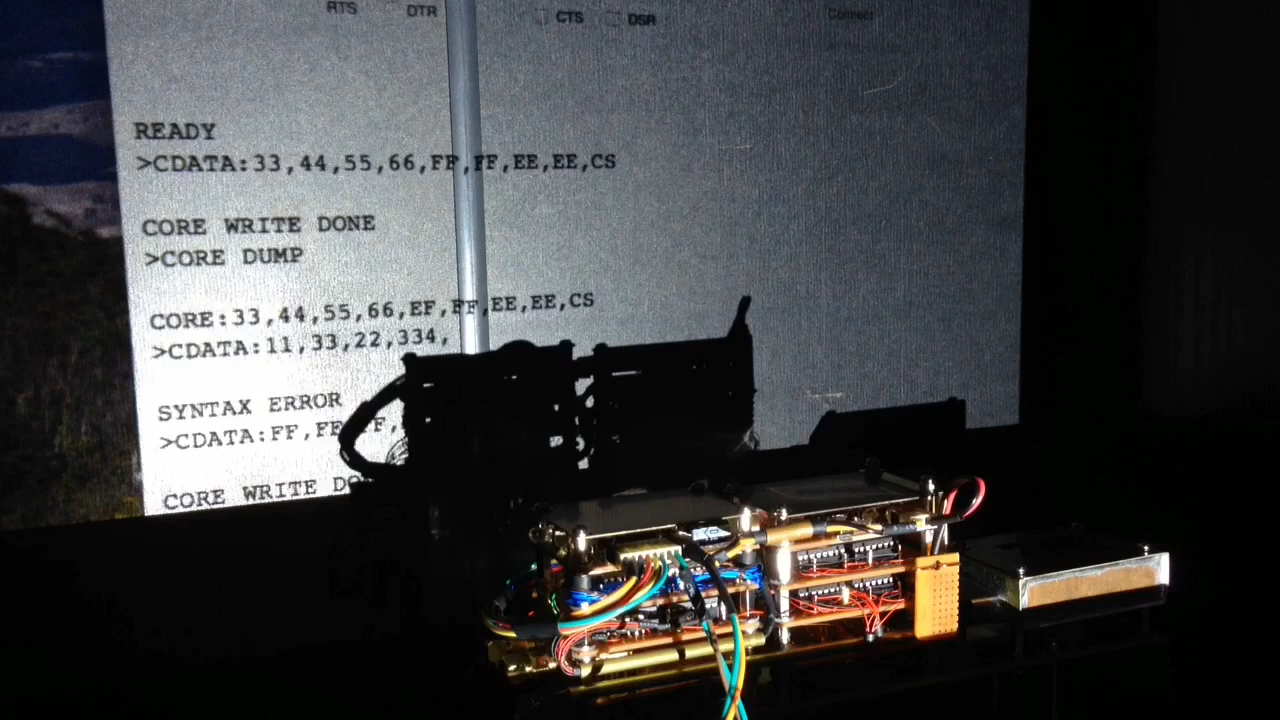 RTS DTR CTS DSR Connect
READY
>CDATA:33,44,55,66,FF,FF,EE,EE,CS
CORE WRITE DONE
>CORE DUMP
CORE:33,44,55,66,EF,FF,EE,EE,CS
>CDATA:11,33,22,334,
SYNTAX ERROR
>CDATA:FF,
CORE WRITE